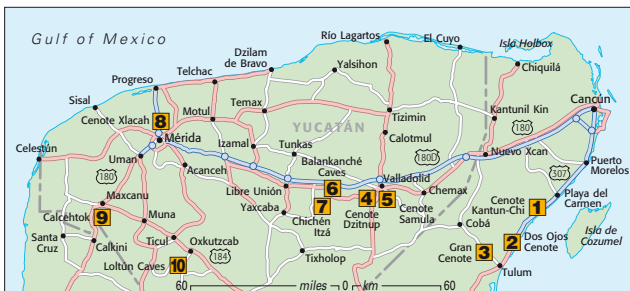 Gulf of Mexico
Río Lagartos
El Cuyo
Isla Holbox
Dzilam
de Bravo
Yalsihon
Chiquilá
Telchac
Progreso
Sisal
Motul
Temax
Tizimin
Kantunil Kin
Cancún
8
Cenote Xlacah
YUCATÁN
180
Mérida
Izamal
Calotmul
Tunkas
180D
Nuevo Xcan
Celestún
Uman
Balankanché
Caves
Valladolid
Puerto
Morelos
180
Acanceh
307
Libre Unión
6
4
5
Chemax
Maxcanu
Yaxcaba
7
Cenote
Dzitnup
Cenote
Samula
Cenote
Kantun-Chi
1
Playa del
Carmen
Calcehtok
9
Muna
Chichén
Itzá
Cobá
Isla
de
Cozumel
Santa
Cruz
Calkini
Ticul
Oxkutzcab
Gran
Cenote
3
2
Dos Ojos
Cenote
Loltún Caves
10
184
Tixholop
Tulum
60
miles
0
km
60